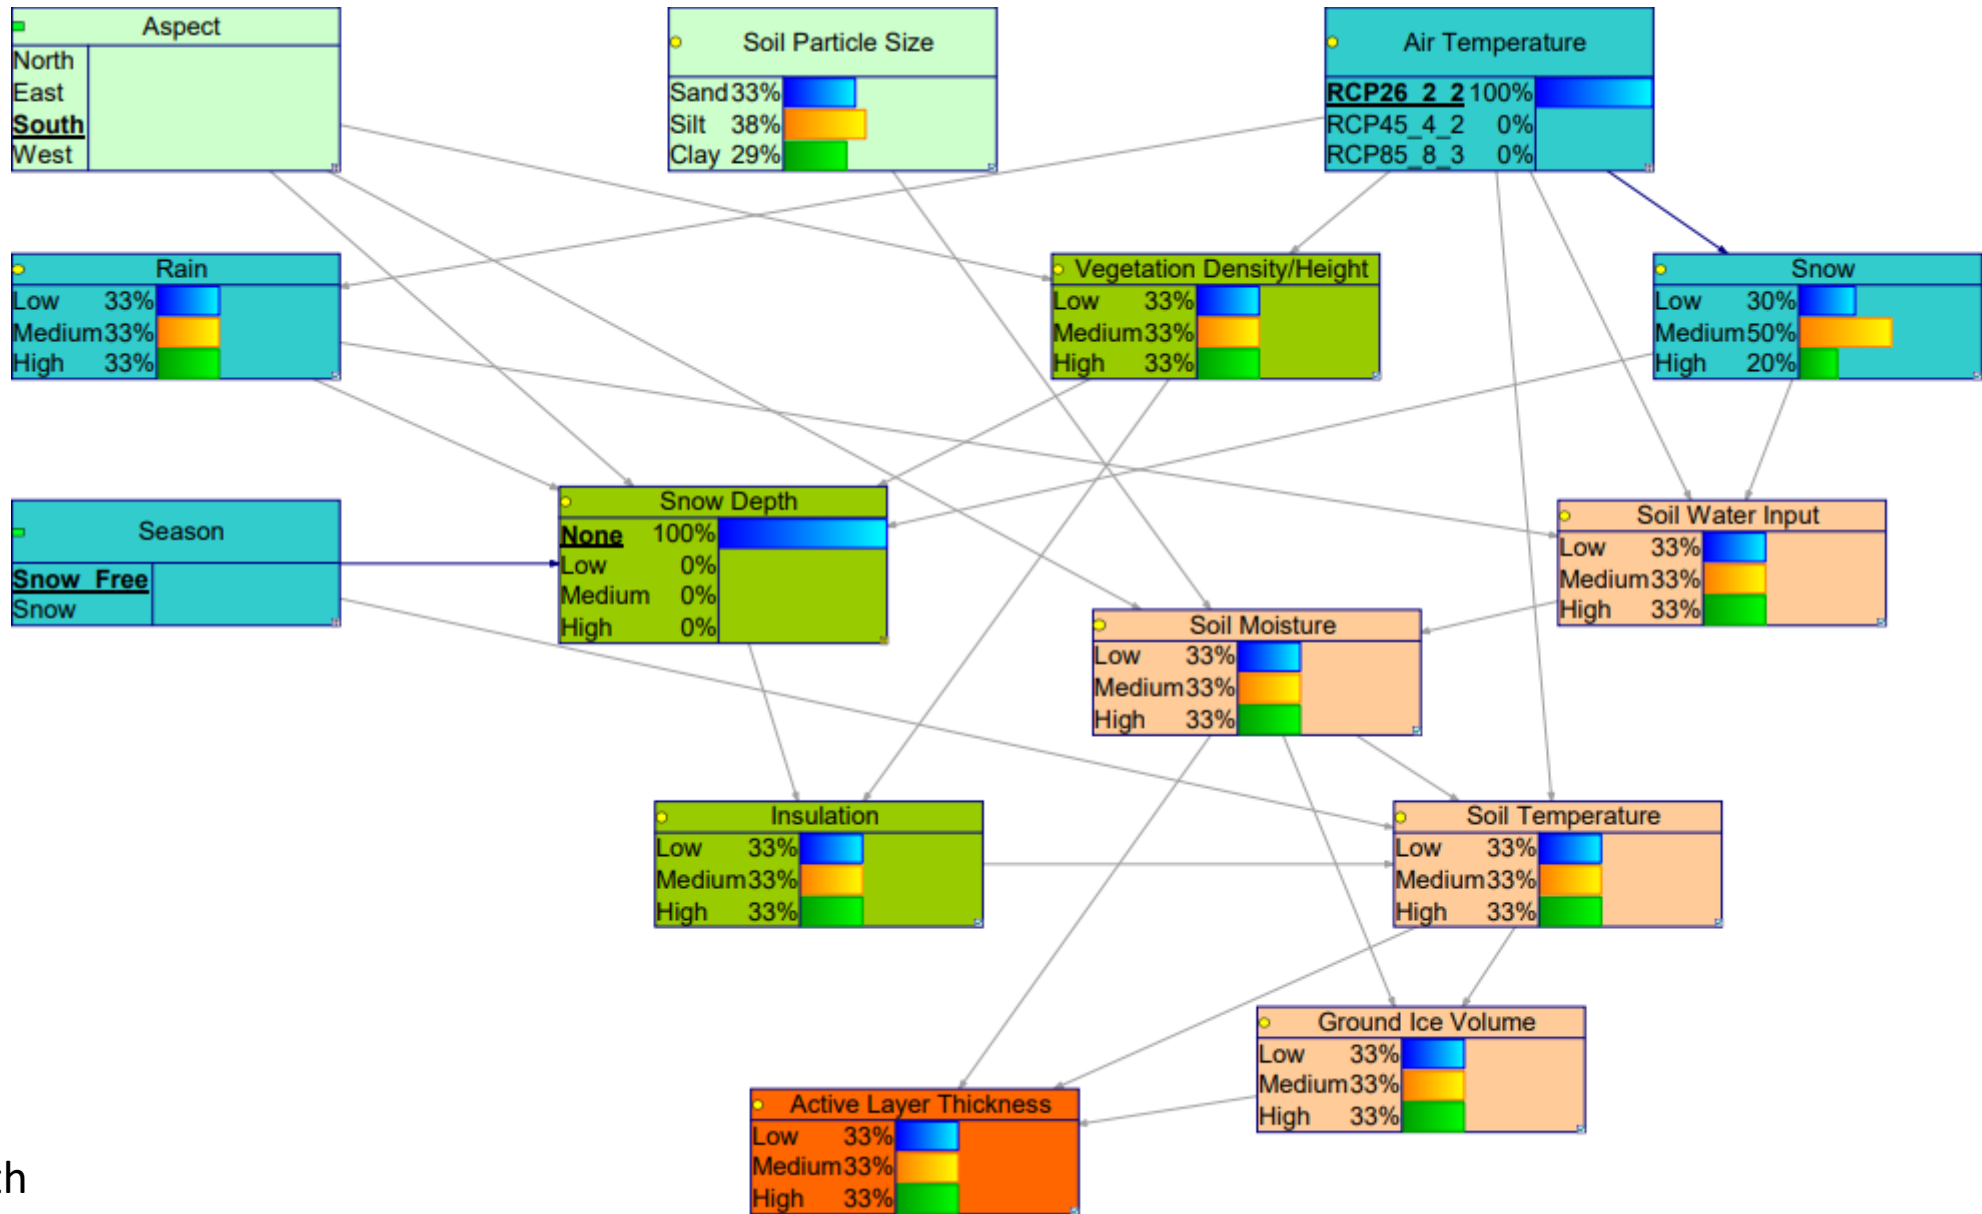 Aspect
North
East
South
West
Soil Particle Size
Sand 33%
Silt 38%
Clay 29%
Air Temperature
RCP26_2_2 100%
RCP45_4_2 0%
RCP85_8_3 0%
Rain
Low 33%
Medium 33%
High 33%
Vegetation Density/Height
Low 33%
Medium 33%
High 33%
Snow
Low 30%
Medium 50%
High 20%
Season
Snow_Free
Snow
Snow Depth
None 100%
Low 0%
Medium 0%
High 0%
Soil Water Input
Low 33%
Medium 33%
High 33%
Soil Moisture
Low 33%
Medium 33%
High 33%
Insulation
Low 33%
Medium 33%
High 33%
Soil Temperature
Low 33%
Medium 33%
High 33%
Ground Ice Volume
Low 33%
Medium 33%
High 33%
Active Layer Thickness
Low 33%
Medium 33%
High 33%